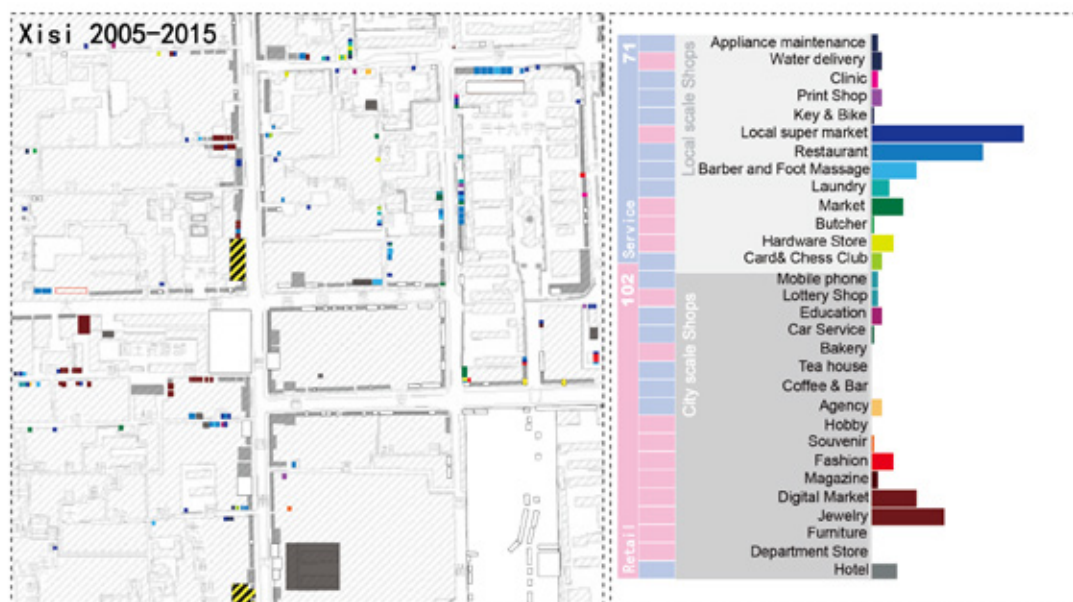 Xisi 2005-2015
71
Service
102
Retail
Local scale Shops
City scale Shops
Appliance maintenance
Water delivery
Clinic
Print Shop
Key & Bike
Local super market
Restaurant
Barber and Foot Massage
Laundry
Market
Butcher
Hardware Store
Card& Chess Club
Mobile phone
Lottery Shop
Education
Car Service
Bakery
Tea house
Coffee & Bar
Agency
Hobby
Souvenir
Fashion
Magazine
Digital Market
Jewelry
Furniture
Department Store
Hotel